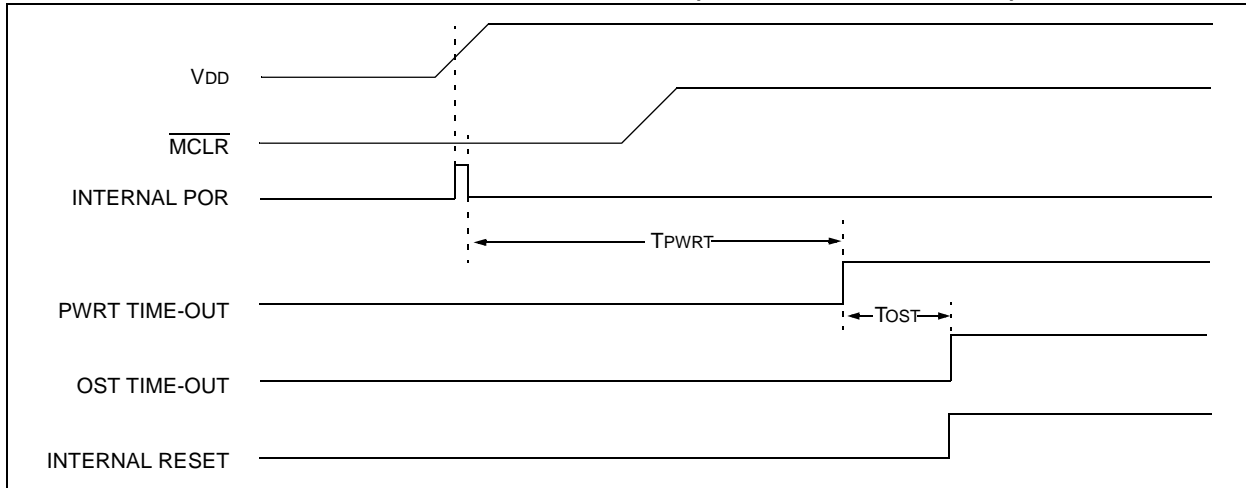 VDD
MCLR
INTERNAL POR
TPWRT
PWRT TIME-OUT
TOST
OST TIME-OUT
INTERNAL RESET